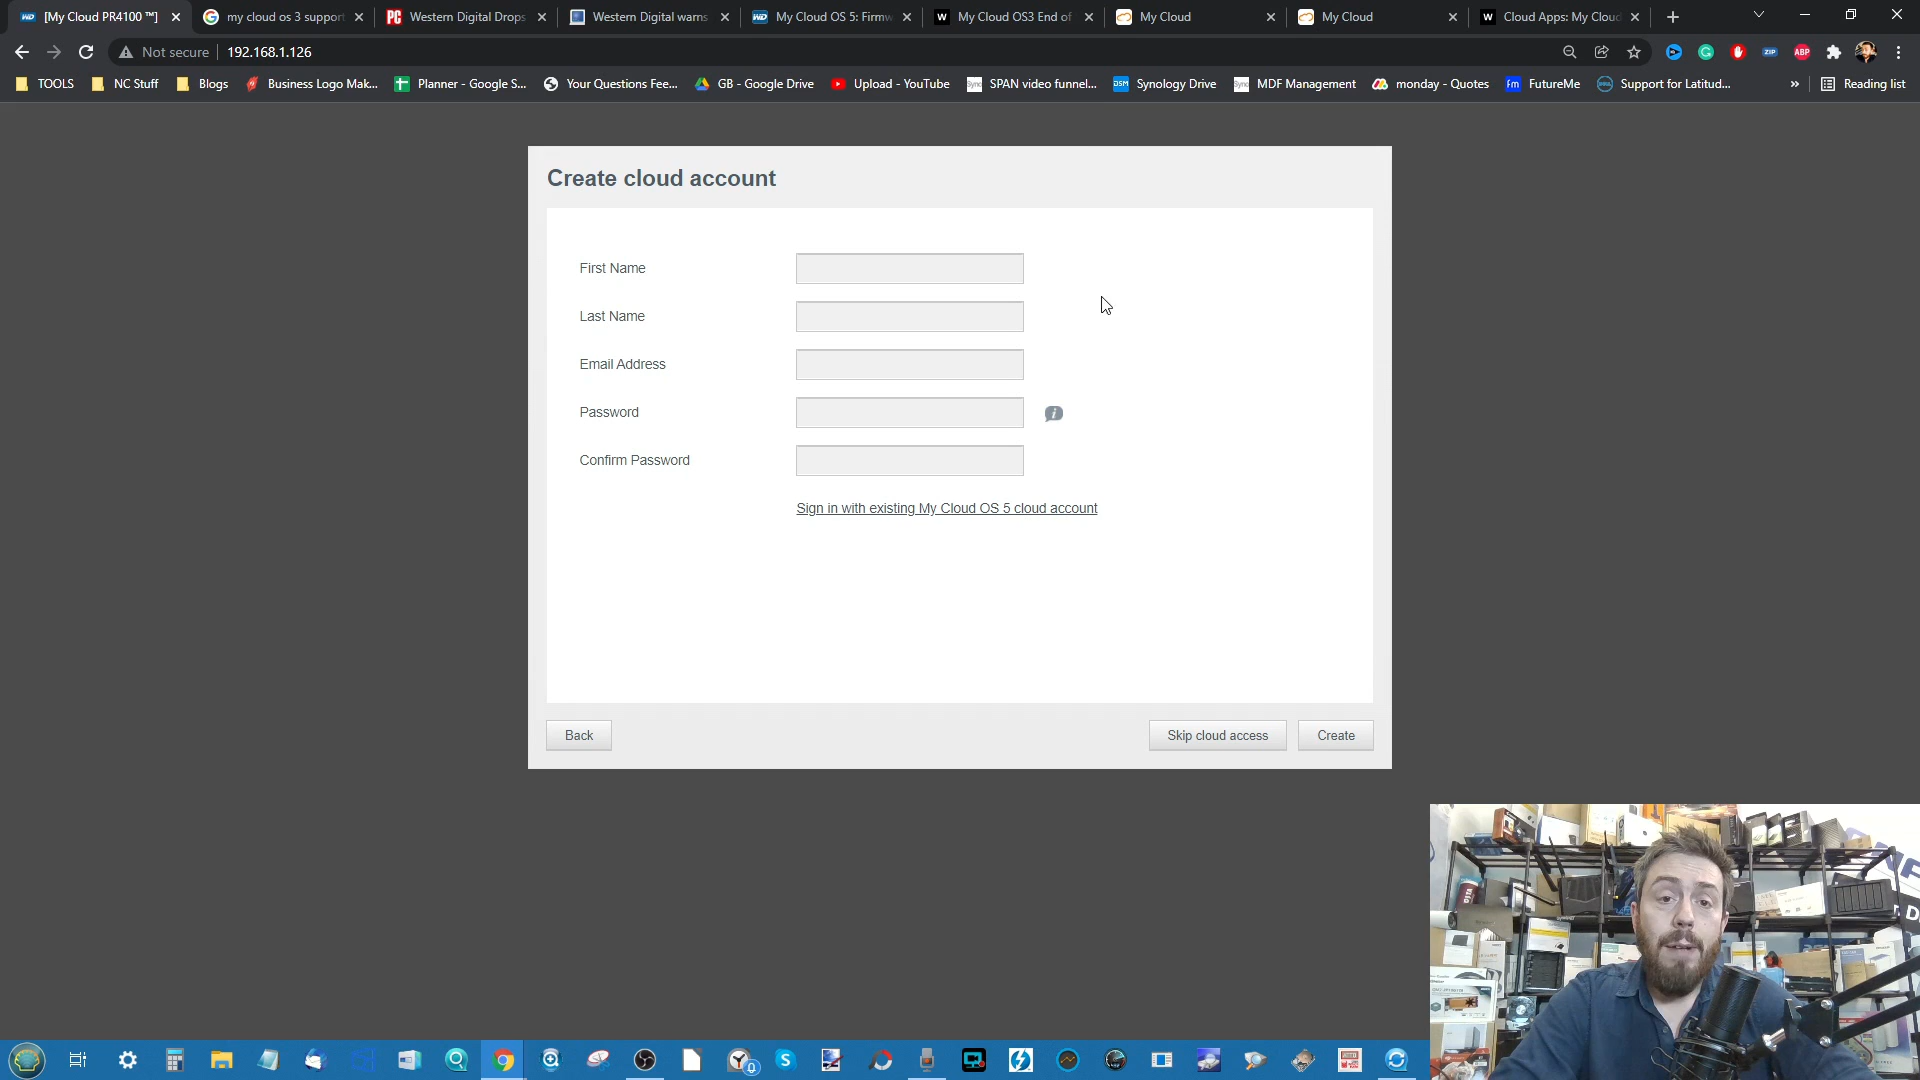 [My Cloud PR4100 ™]
my cloud os 3 support
Western Digital Drops
Western Digital warns
My Cloud OS 5: Firmw
My Cloud OS3 End of
My Cloud
My Cloud
Cloud Apps: My Cloud
Not secure
192.168.1.126
TOOLS
NC Stuff
Blogs
Business Logo Mak...
Planner - Google S...
Your Questions Fee...
GB - Google Drive
Upload - YouTube
SPAN video funnel...
Synology Drive
MDF Management
monday - Quotes
FutureMe
Support for Latitud...
»
Reading list
Create cloud account
First Name
Last Name
Email Address
Password
Confirm Password
Sign in with existing My Cloud OS 5 cloud account
Back
Skip cloud access
Create